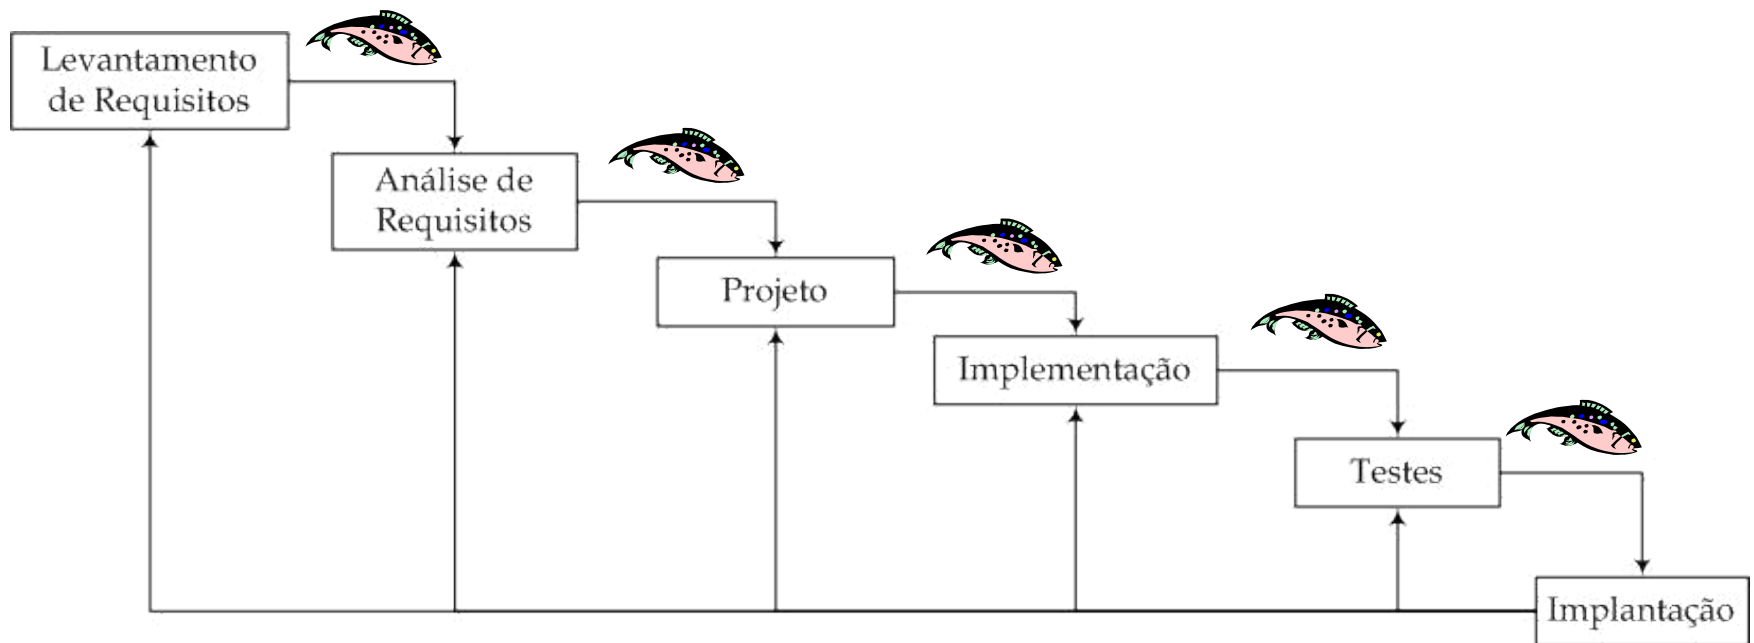 Levantamento
de Requisitos
Análise de
Requisitos
Projeto
Implementação
Testes
Implantação